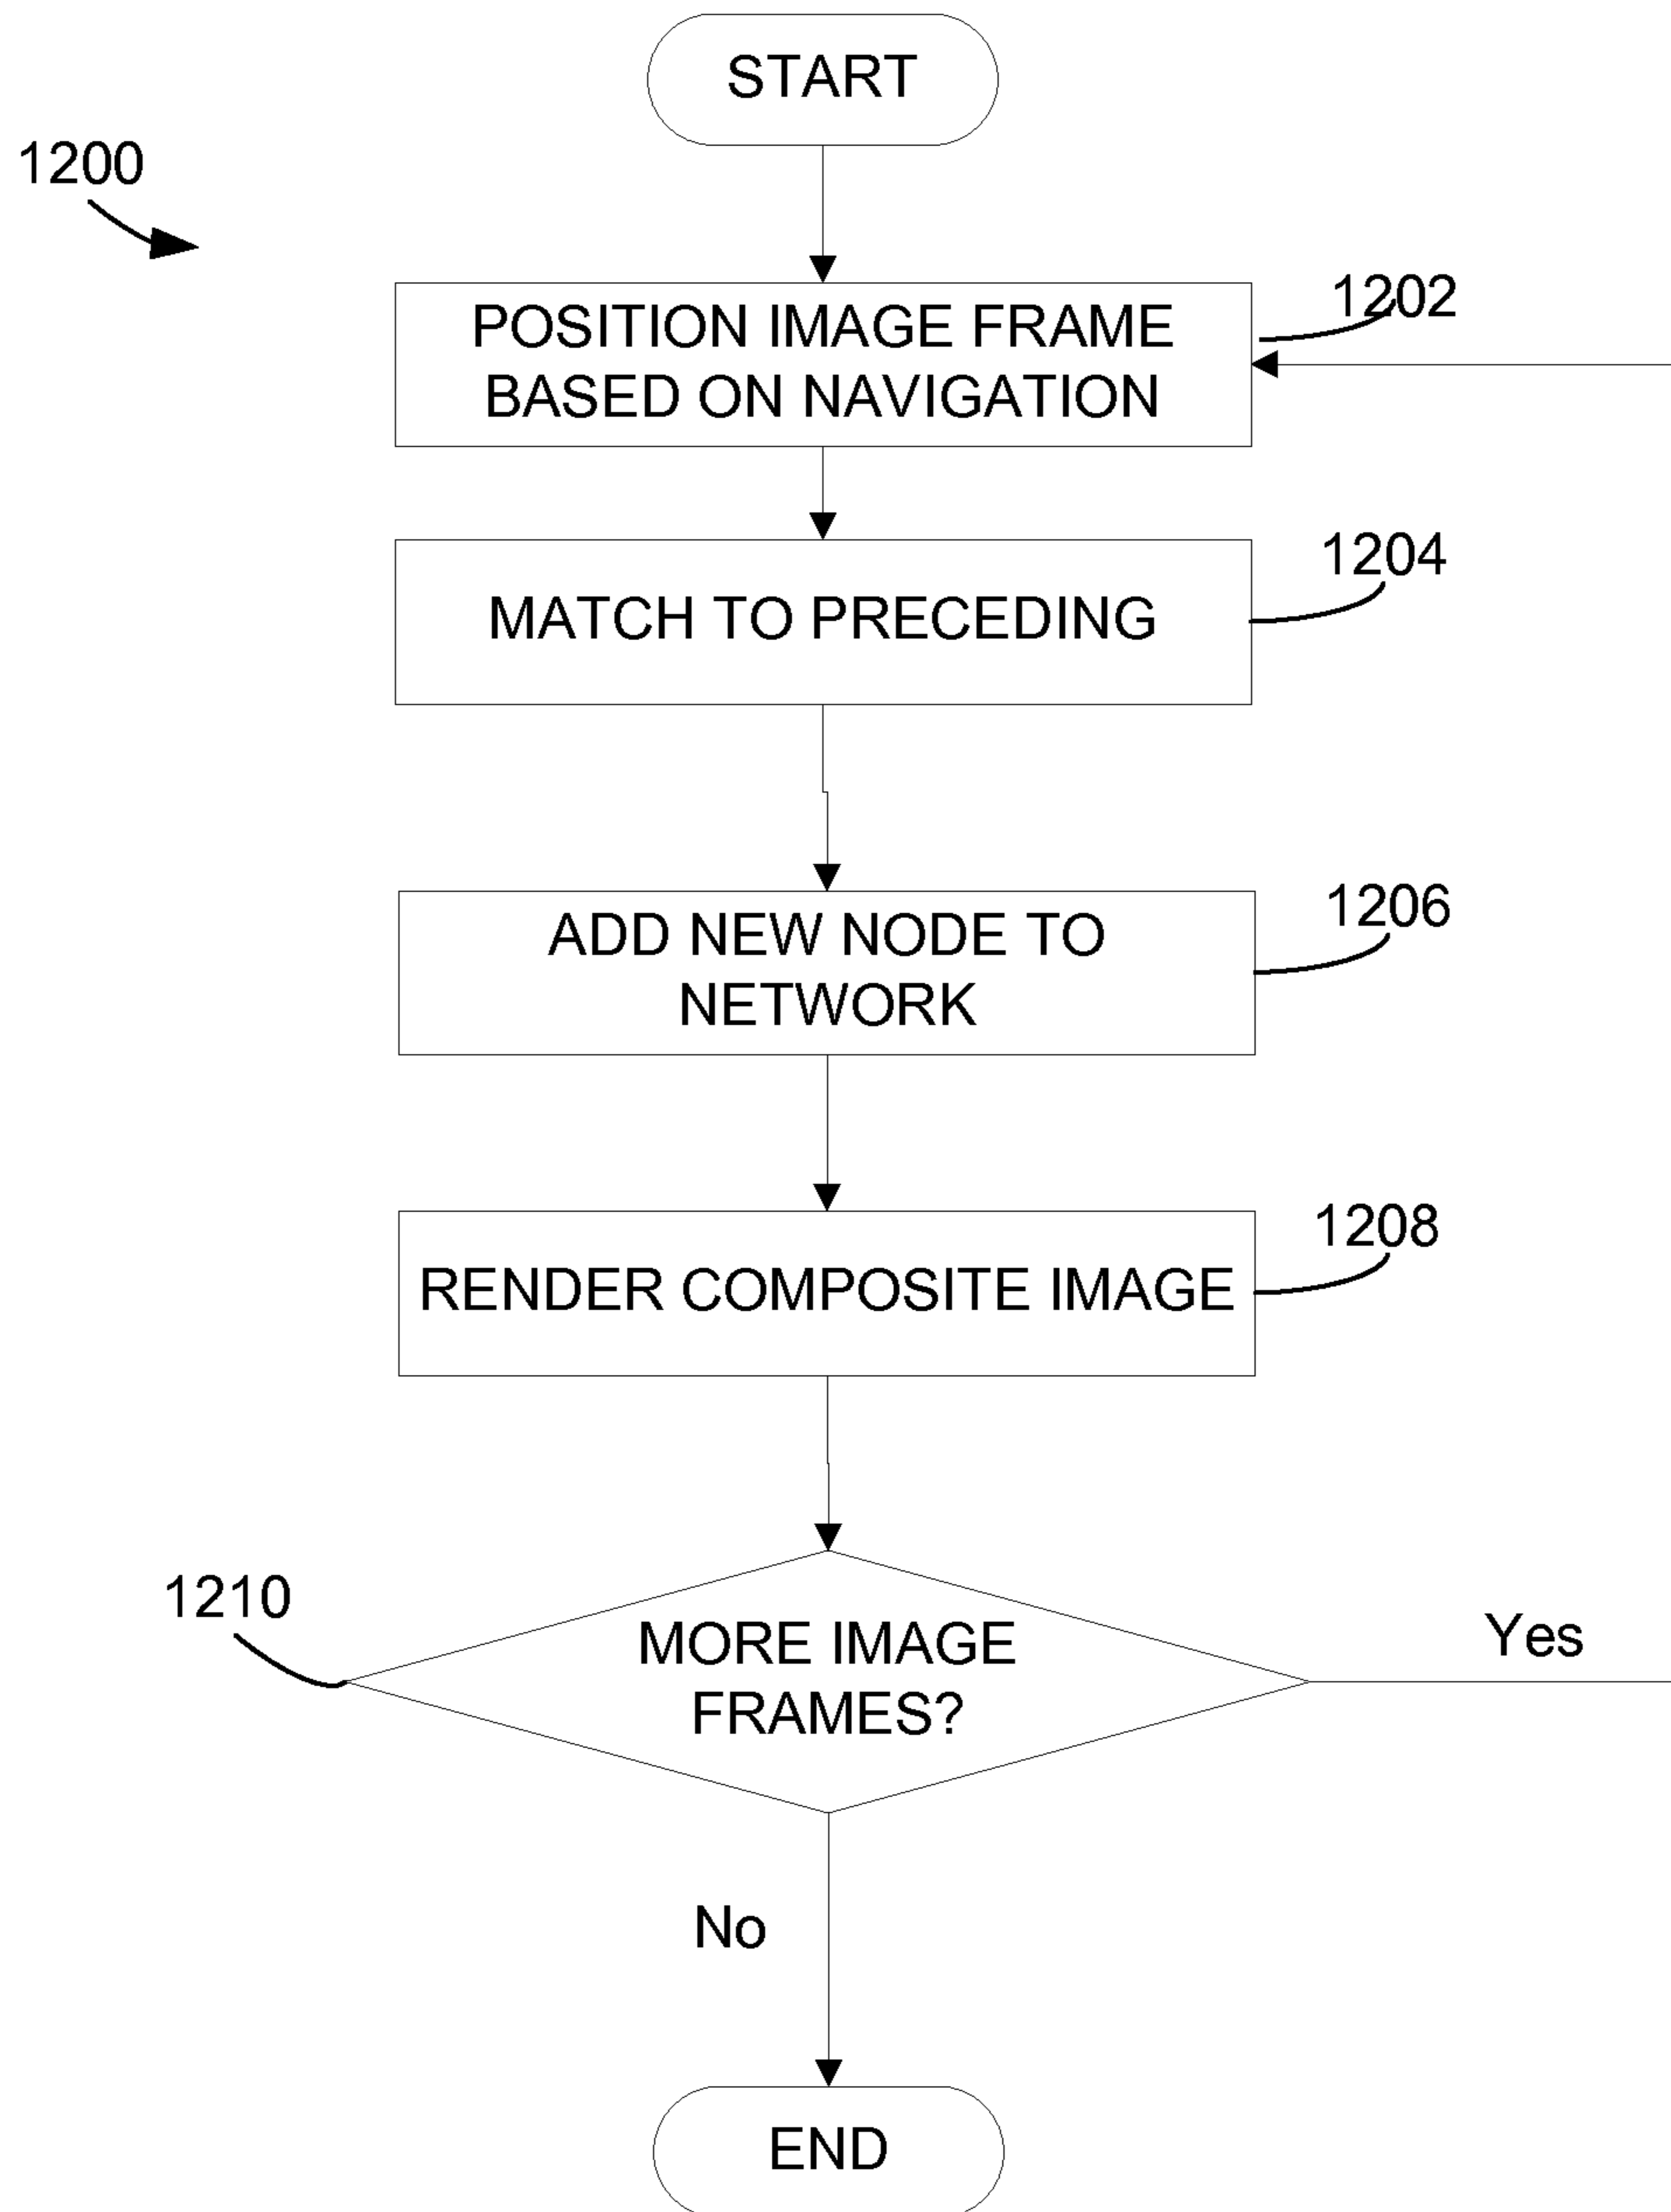 START
1200
1202
POSITION IMAGE FRAME
BASED ON NAVIGATION
1204
MATCH TO PRECEDING
1206
ADD NEW NODE TO
NETWORK
1208
RENDER COMPOSITE IMAGE
1210
MORE IMAGE
FRAMES?
Yes
No
END